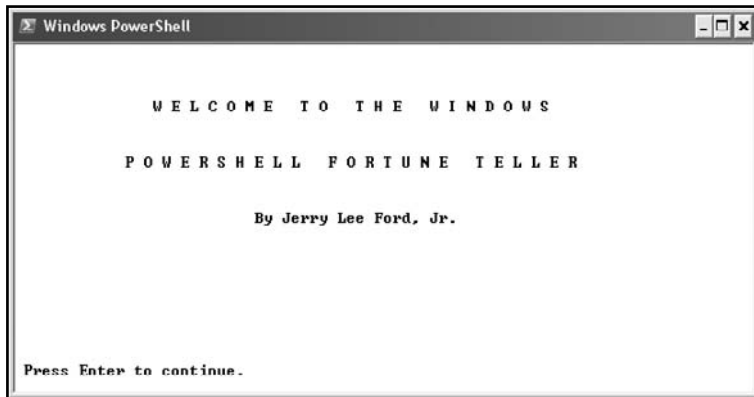 Windows PowerShell
W E L C O M E   T O   T H E   W I N D O W S
P O W E R S H E L L   F O R T U N E   T E L L E R
By Jerry Lee Ford, Jr.
Press Enter to continue.